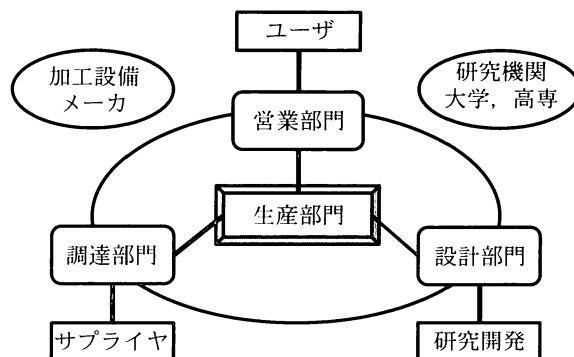 ユーザ
加工設備
メーカ
研究機関
大学，高専
営業部門
生産部門
調達部門
設計部門
サプライヤ
研究開発